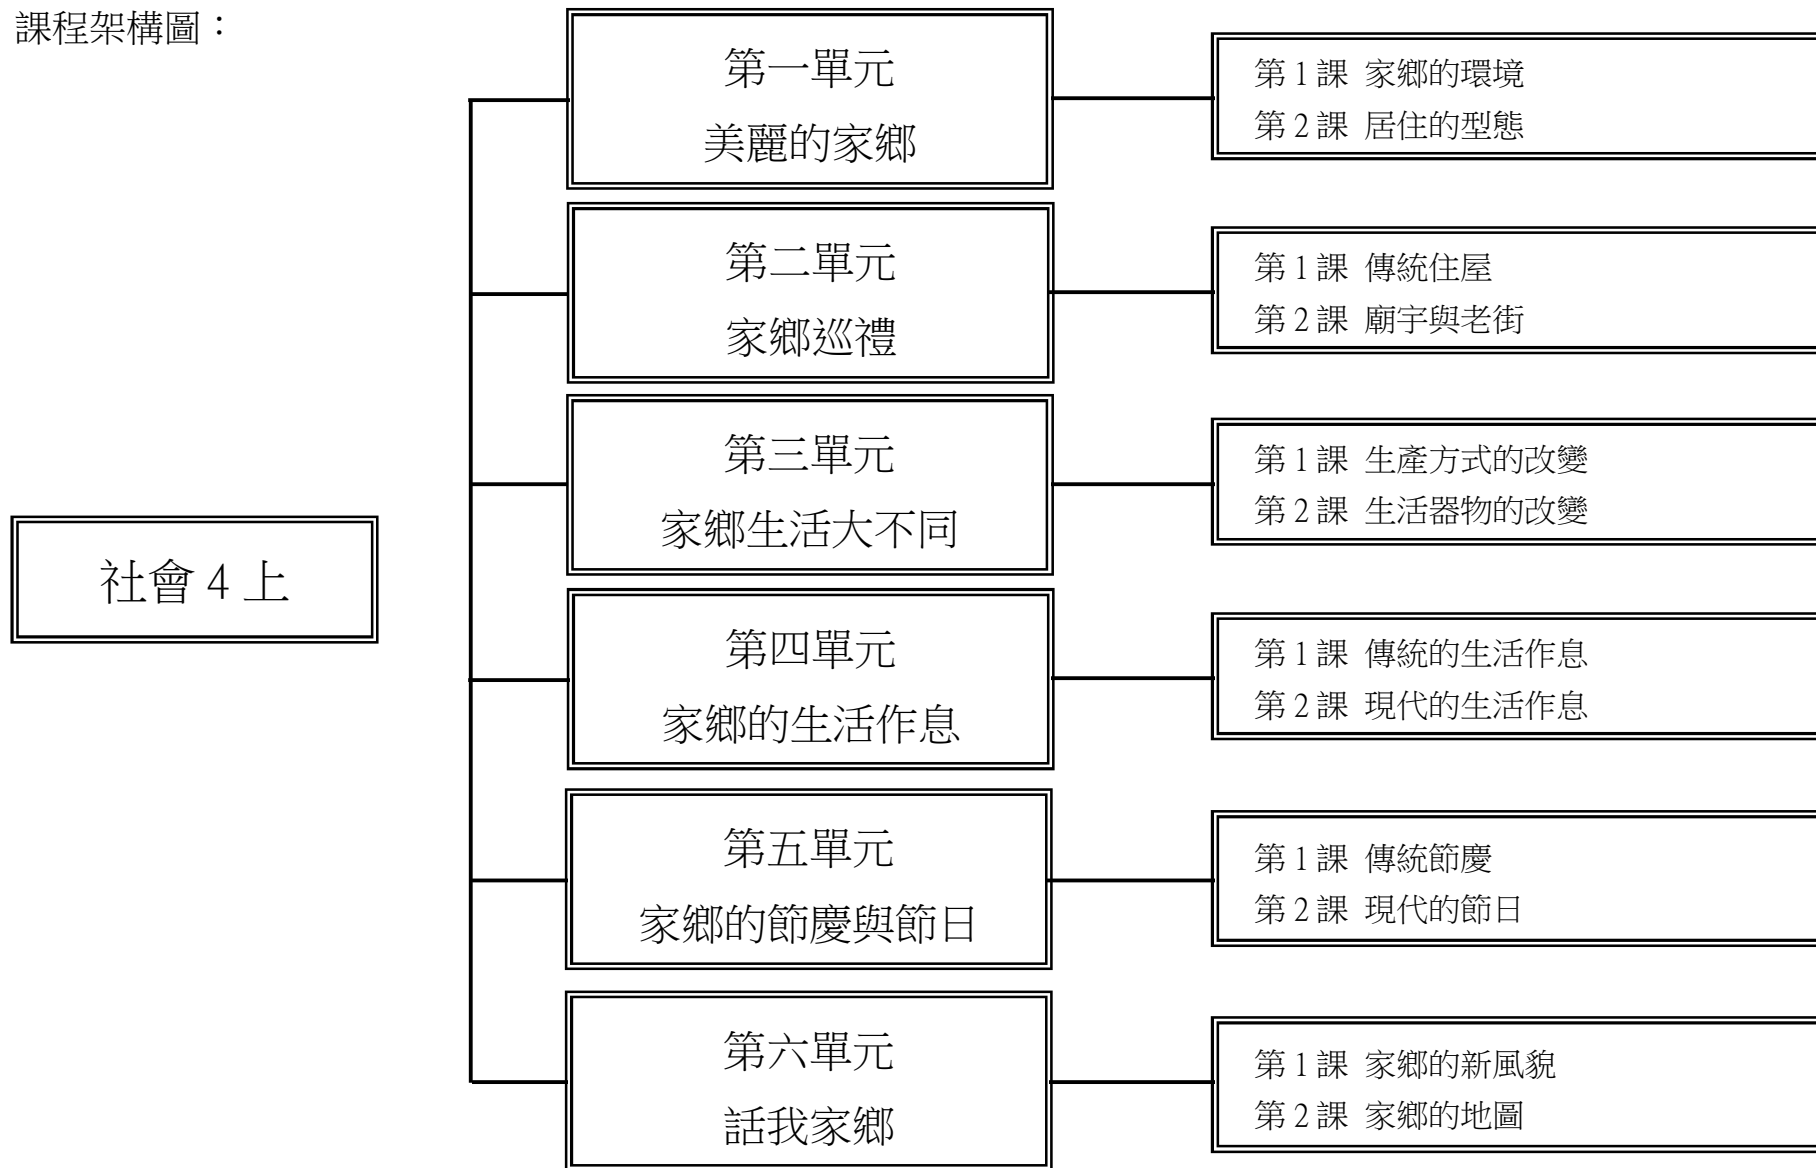 課程架構圖：
社會 4 上
第一單元
美麗的家鄉
第 1 課 家鄉的環境
第 2 課 居住的型態
第二單元
家鄉巡禮
第 1 課 傳統住屋
第 2 課 廟宇與老街
第三單元
家鄉生活大不同
第 1 課 生產方式的改變
第 2 課 生活器物的改變
第四單元
家鄉的生活作息
第 1 課 傳統的生活作息
第 2 課 現代的生活作息
第五單元
家鄉的節慶與節日
第 1 課 傳統節慶
第 2 課 現代的節日
第六單元
話我家鄉
第 1 課 家鄉的新風貌
第 2 課 家鄉的地圖